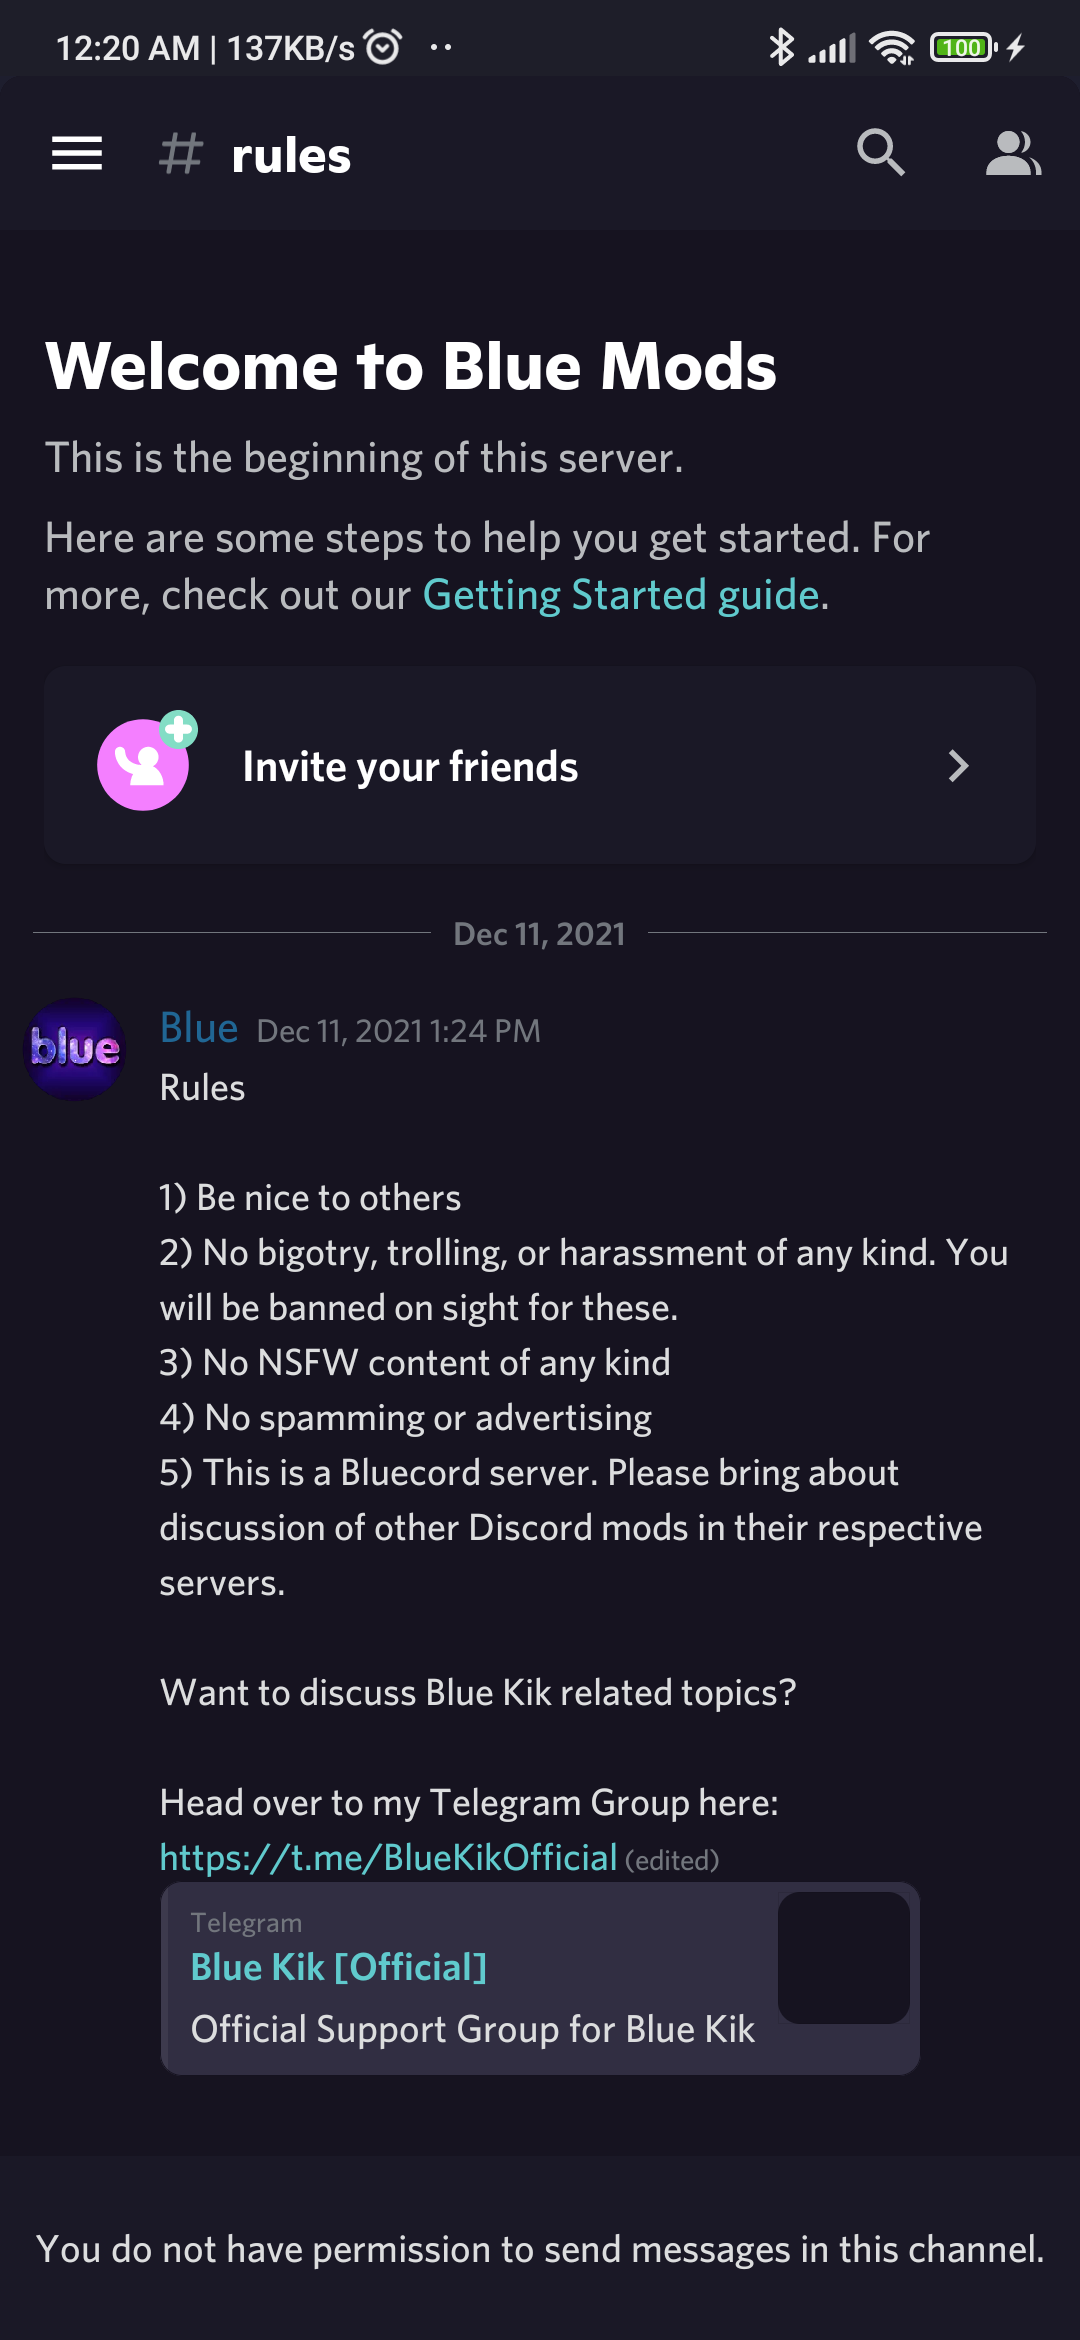 12:20 AM | 137KB/s
100
# rules
Welcome to Blue Mods
This is the beginning of this server.
Here are some steps to help you get started. For
more, check out our Getting Started guide.
Invite your friends
Dec 11, 2021
blue
Blue Dec 11, 2021 1:24 PM
Rules
1) Be nice to others
2) No bigotry, trolling, or harassment of any kind. You
will be banned on sight for these.
3) No NSFW content of any kind
4) No spamming or advertising
5) This is a Bluecord server. Please bring about
discussion of other Discord mods in their respective
servers.
Want to discuss Blue Kik related topics?
Head over to my Telegram Group here:
https://t.me/BlueKikOfficial (edited)
Telegram
Blue Kik [Official]
Official Support Group for Blue Kik
You do not have permission to send messages in this channel.